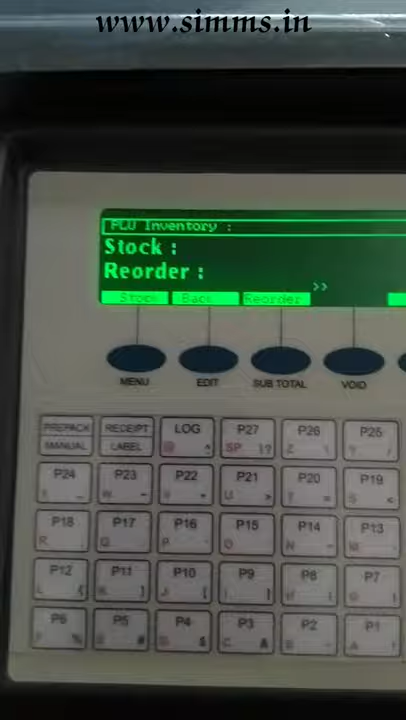 www.simms.in
PLU Inventory :
Stock :
Reorder :
>>
Stock Back Reorder
MENU EDIT SUB TOTAL VOID
PREPACK RECEIPT LOG P27 P26 P25
MANUAL LABEL @ ^ SP !? Z Y /
P24 P23 P22 P21 P20 P19
X _ W - V + U > T = S <
P18 P17 P16 P15 P14 P13
R Q P O N M
P12 P11 P10 P9 P8 P7
L { K ] J [ I ) H (
P6 P5 P4 P3 P2 P1
F % E # D $ C & B A !